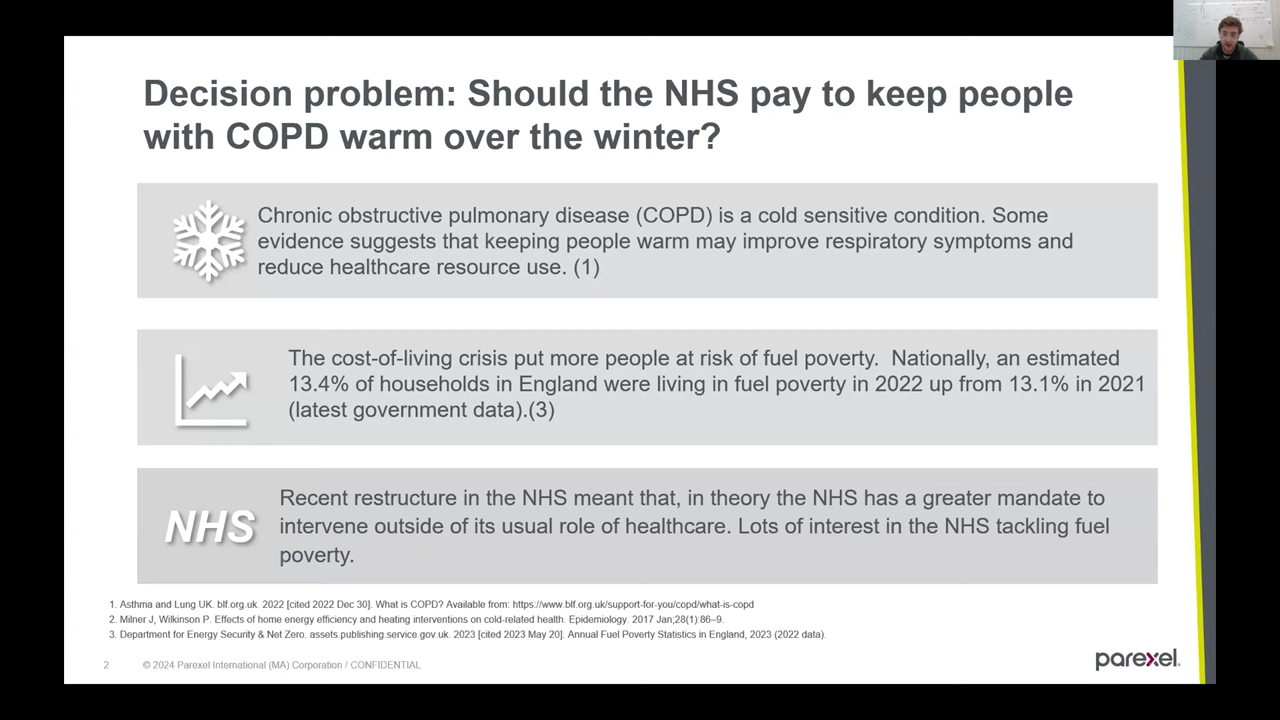 Decision problem: Should the NHS pay to keep people
with COPD warm over the winter?
Chronic obstructive pulmonary disease (COPD) is a cold sensitive condition. Some
evidence suggests that keeping people warm may improve respiratory symptoms and
reduce healthcare resource use. (1)
The cost-of-living crisis put more people at risk of fuel poverty.  Nationally, an estimated
13.4% of households in England were living in fuel poverty in 2022 up from 13.1% in 2021
(latest government data).(3)
NHS
Recent restructure in the NHS meant that, in theory the NHS has a greater mandate to
intervene outside of its usual role of healthcare. Lots of interest in the NHS tackling fuel
poverty.
1. Asthma and Lung UK. blf.org.uk. 2022 [cited 2022 Dec 30]. What is COPD? Available from: https://www.blf.org.uk/support-for-you/copd/what-is-copd
2. Milner J, Wilkinson P. Effects of home energy efficiency and heating interventions on cold-related health. Epidemiology. 2017 Jan;28(1):86–9.
3. Department for Energy Security & Net Zero. assets.publishing.service.gov.uk. 2023 [cited 2023 May 20]. Annual Fuel Poverty Statistics in England, 2023 (2022 data).
2
© 2024 Parexel International (MA) Corporation / CONFIDENTIAL
parexel.